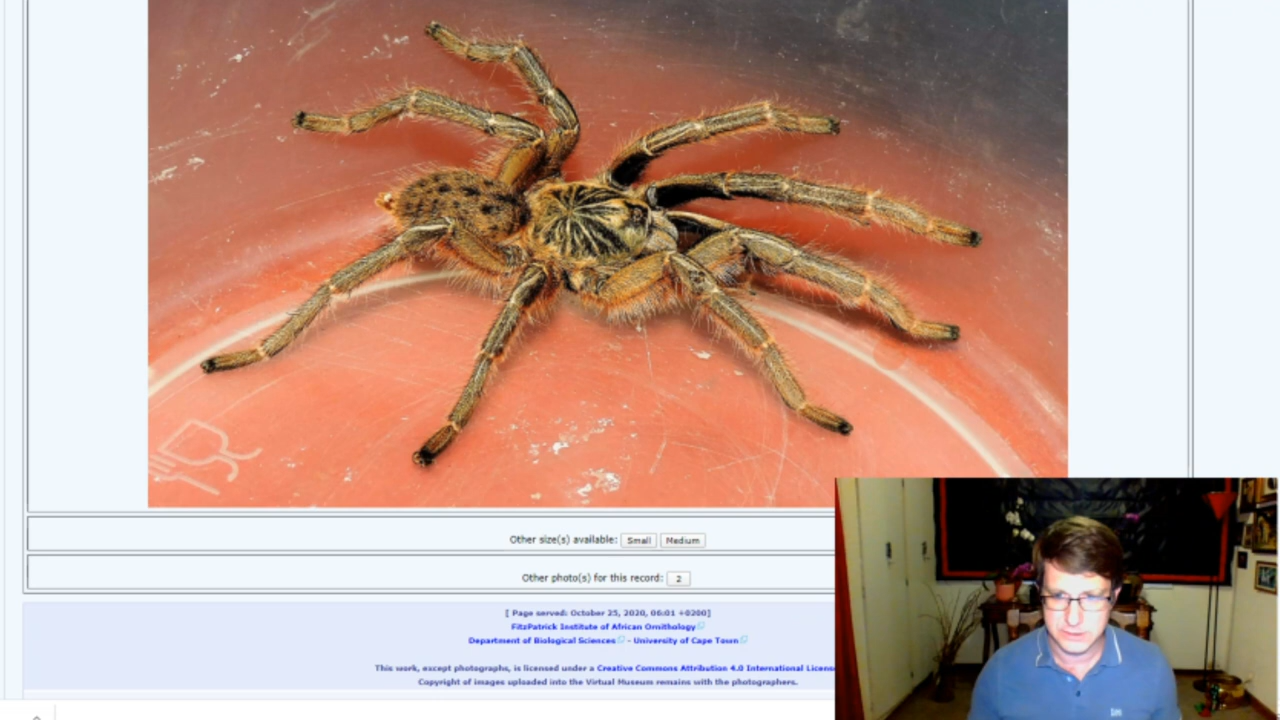 Other size(s) available: Small Medium
Other photo(s) for this record: 2
[ Page served: October 25, 2020, 06:01 +0200]
FitzPatrick Institute of African Ornithology
Department of Biological Sciences - University of Cape Town
This work, except photographs, is licensed under a Creative Commons Attribution 4.0 International License
Copyright of images uploaded into the Virtual Museum remains with the photographers.